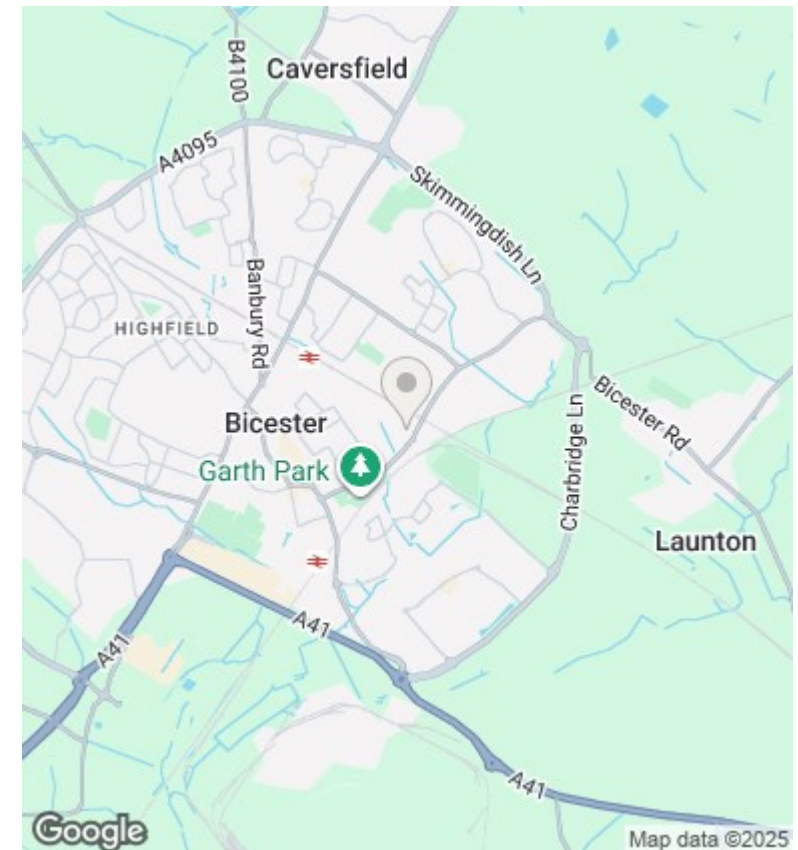 Caversfield
B4100
A4095
Skimmingdish Ln
Banbury Rd
HIGHFIELD
Bicester
Bicester Rd
Garth Park
Charbridge Ln
Launton
A41
A41
A41
Google
Map data ©2025